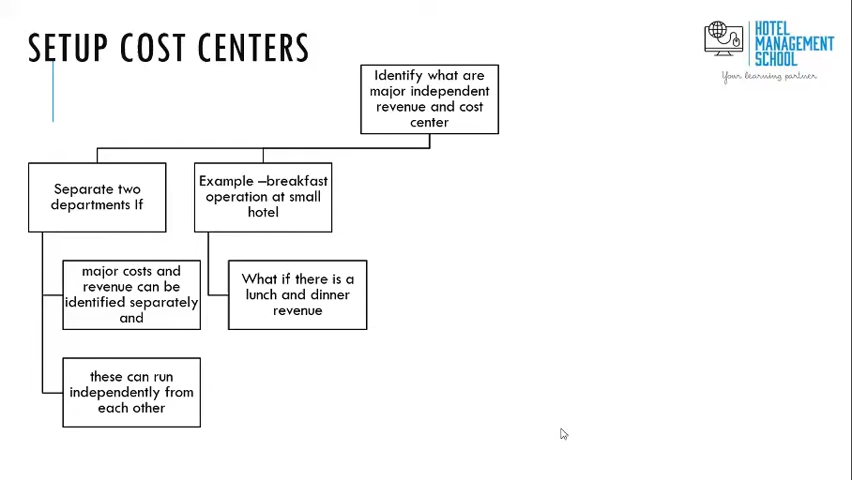 SETUP COST CENTERS
HOTEL
MANAGEMENT
SCHOOL
Your learning partner
Identify what are
major independent
revenue and cost
center
Separate two
departments If
Example –breakfast
operation at small
hotel
major costs and
revenue can be
identified separately
and
What if there is a
lunch and dinner
revenue
these can run
independently from
each other